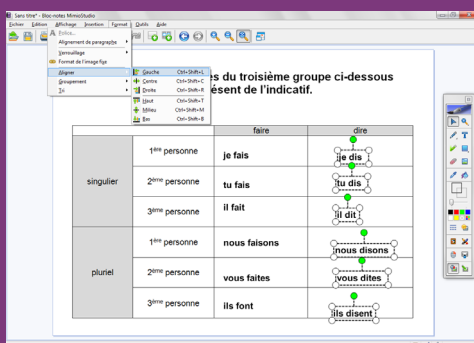 Sans titre* - Bloc-notes MimioStudio
Fichier Edition Affichage Insertion Format Outils Aide
Police...
Alignement de paragraphe
Verrouillage
Format de l'image figée
Aligner
Groupement
Tri
Gauche Ctrl+Shift+L
Centre Ctrl+Shift+C
Droite Ctrl+Shift+R
Haut Ctrl+Shift+T
Milieu Ctrl+Shift+M
Bas Ctrl+Shift+B
es du troisième groupe ci-dessous
ésent de l'indicatif.
faire dire
singulier
1ère personne je fais je dis
2ème personne tu fais tu dis
3ème personne il fait il dit
pluriel
1ère personne nous faisons nous disons
2ème personne vous faites vous dites
3ème personne ils font ils disent